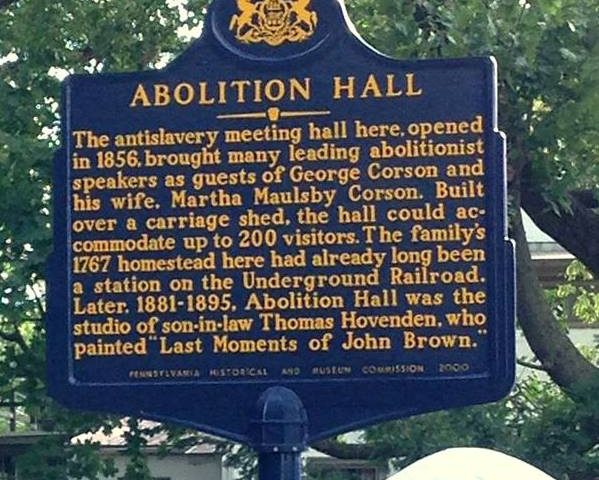 ABOLITION HALL
The antislavery meeting hall here, opened
in 1856, brought many leading abolitionist
speakers as guests of George Corson and
his wife, Martha Maulsby Corson. Built
over a carriage shed, the hall could ac-
commodate up to 200 visitors. The family's
1767 homestead here had already long been
a station on the Underground Railroad.
Later, 1881-1895, Abolition Hall was the
studio of son-in-law Thomas Hovenden, who
painted "Last Moments of John Brown."
PENNSYLVANIA HISTORICAL AND MUSEUM COMMISSION 2000